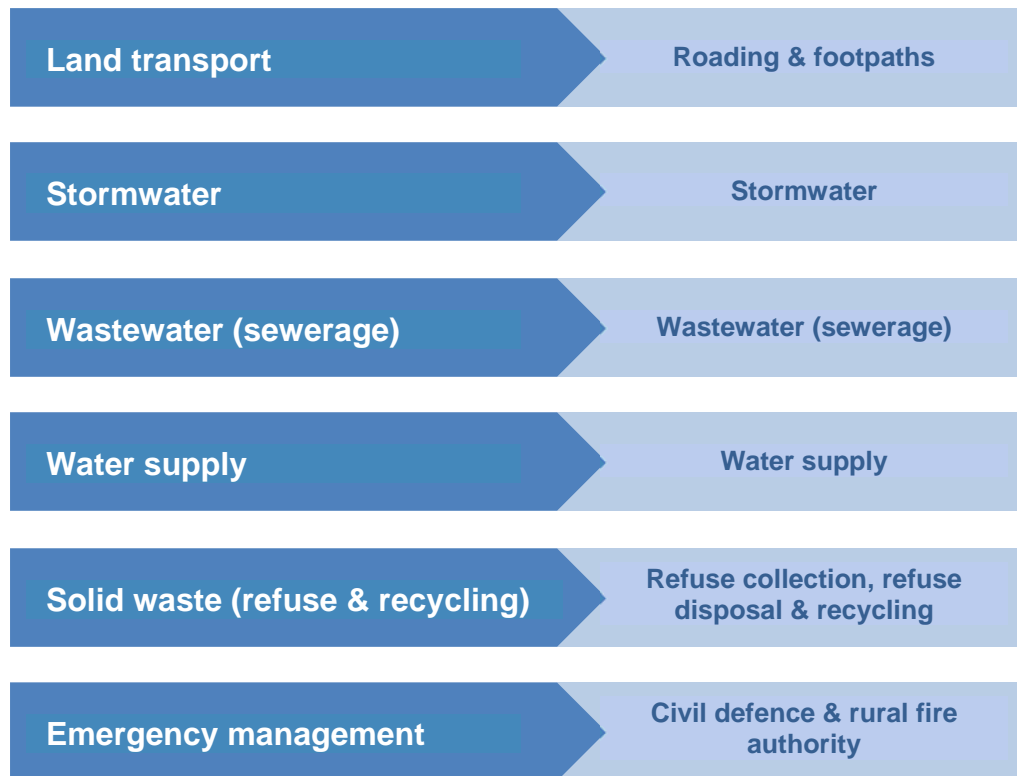 Land transport
Roading & footpaths
Stormwater
Stormwater
Wastewater (sewerage)
Wastewater (sewerage)
Water supply
Water supply
Solid waste (refuse & recycling)
Refuse collection, refuse
disposal & recycling
Emergency management
Civil defence & rural fire
authority